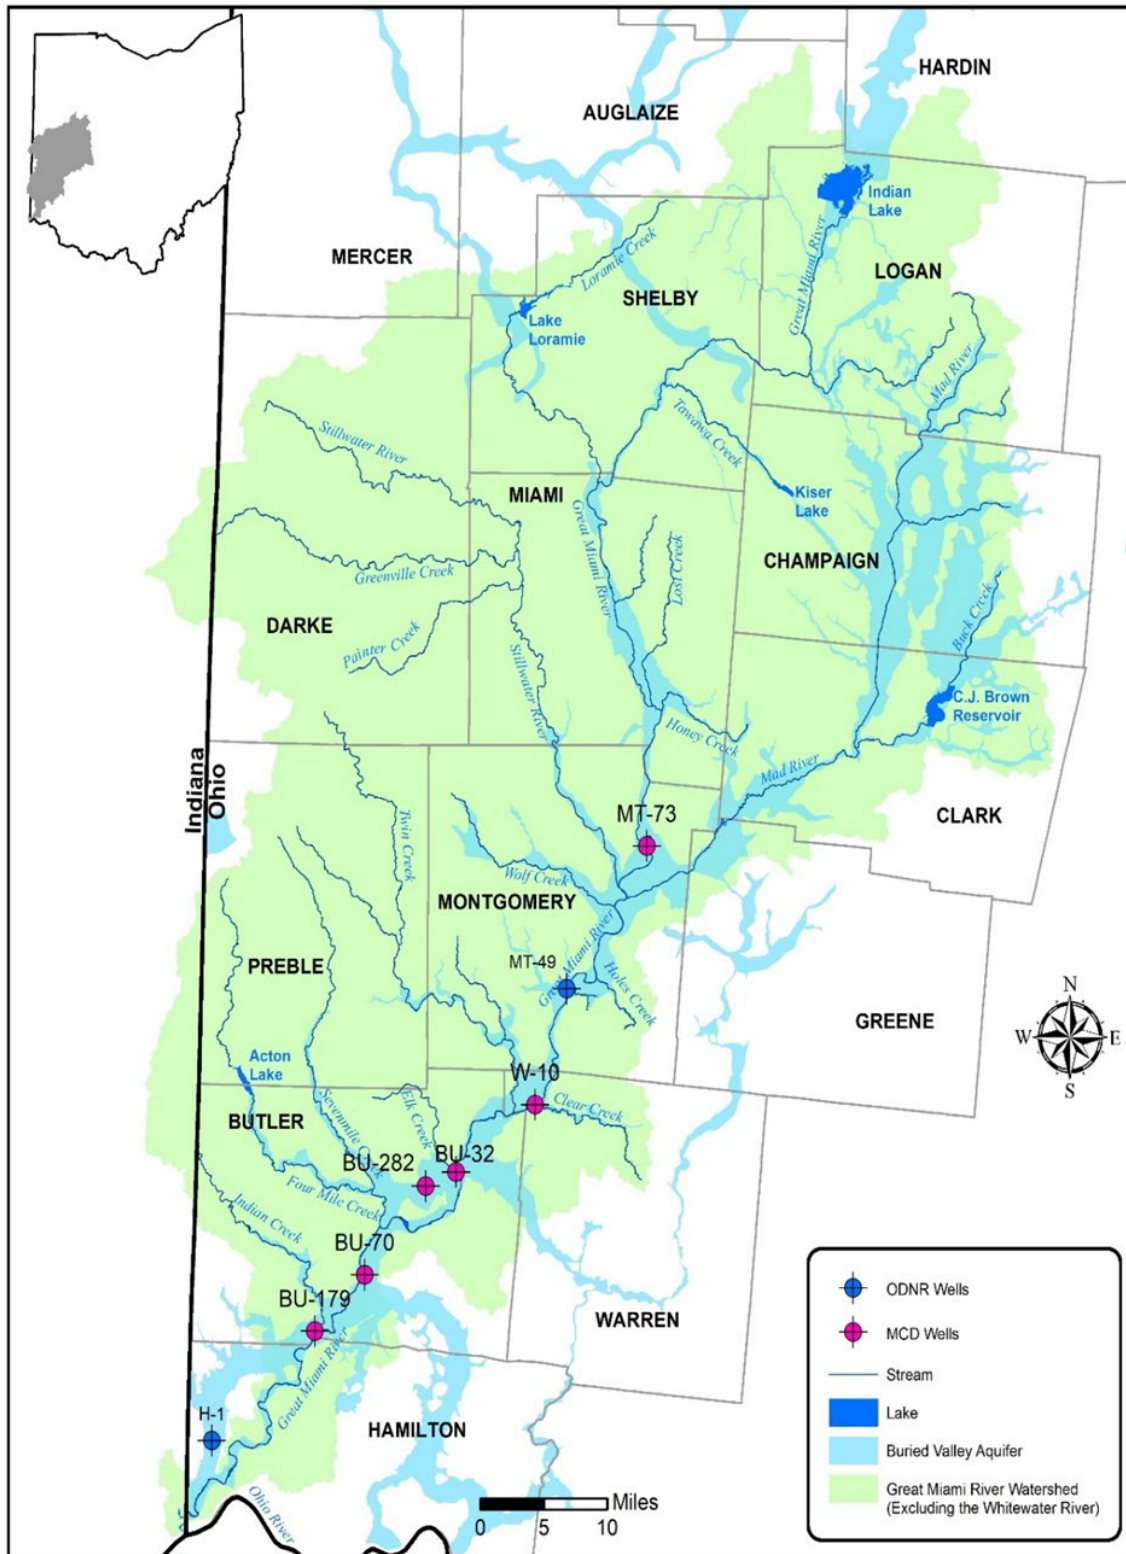 HARDIN
AUGLAIZE
Indian
Lake
MERCER
Loramie Creek
Great Miami River
LOGAN
SHELBY
Lake
Loramie
Mad River
Stillwater River
Tawawa Creek
MIAMI
Kiser
Lake
Great Miami River
Lost Creek
CHAMPAIGN
Greenville Creek
DARKE
Painter Creek
Buck Creek
Stillwater River
C.J. Brown
Reservoir
Honey Creek
Indiana
Ohio
Mad River
Twin Creek
MT-73
CLARK
Wolf Creek
MONTGOMERY
Great Miami River
MT-49
PREBLE
Holes Creek
GREENE
N
W
E
S
Acton
Lake
W-10
Clear Creek
BUTLER
Sevenmile Creek
Elk Creek
BU-32
BU-282
Four Mile Creek
Indian Creek
BU-70
BU-179
WARREN
Great Miami River
H-1
HAMILTON
Ohio River
Miles
0 5 10
ODNR Wells
MCD Wells
Stream
Lake
Buried Valley Aquifer
Great Miami River Watershed
(Excluding the Whitewater River)